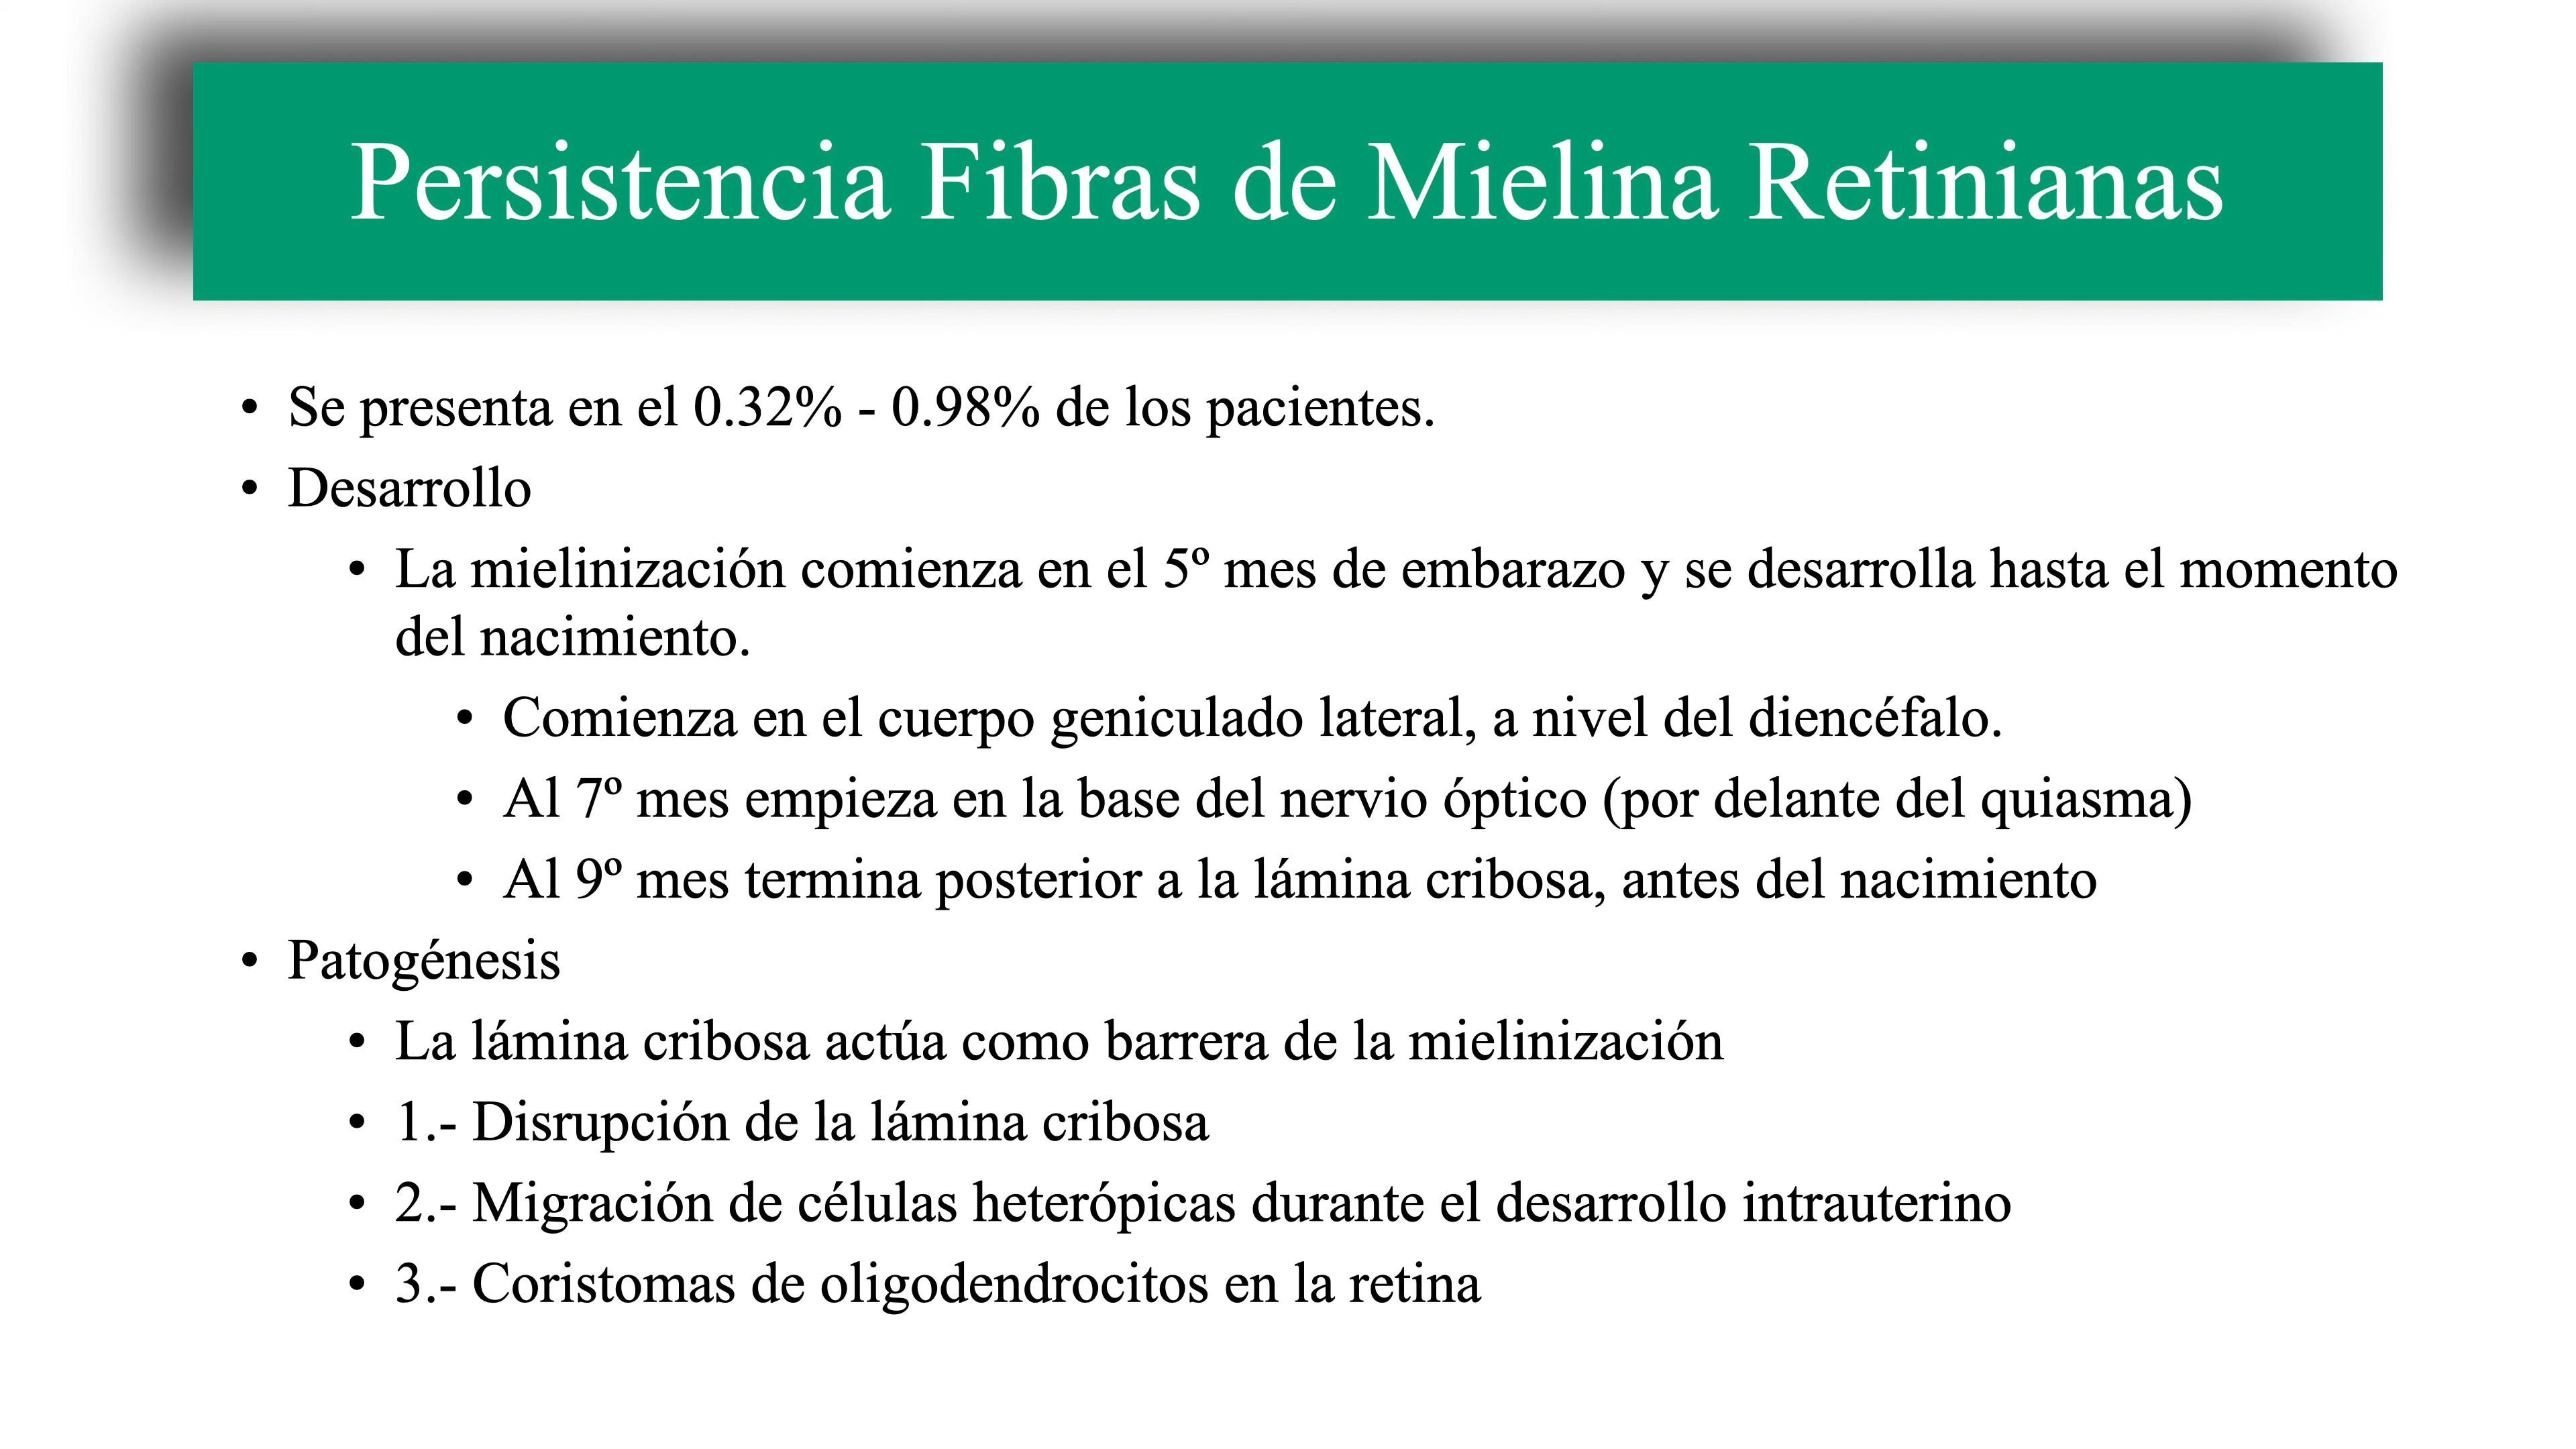 Persistencia Fibras de Mielina Retinianas
• Se presenta en el 0.32% - 0.98% de los pacientes.
• Desarrollo
• La mielinización comienza en el 5º mes de embarazo y se desarrolla hasta el momento
del nacimiento.
• Comienza en el cuerpo geniculado lateral, a nivel del diencéfalo.
• Al 7º mes empieza en la base del nervio óptico (por delante del quiasma)
• Al 9º mes termina posterior a la lámina cribosa, antes del nacimiento
• Patogénesis
• La lámina cribosa actúa como barrera de la mielinización
• 1.- Disrupción de la lámina cribosa
• 2.- Migración de células heterópicas durante el desarrollo intrauterino
• 3.- Coristomas de oligodendrocitos en la retina